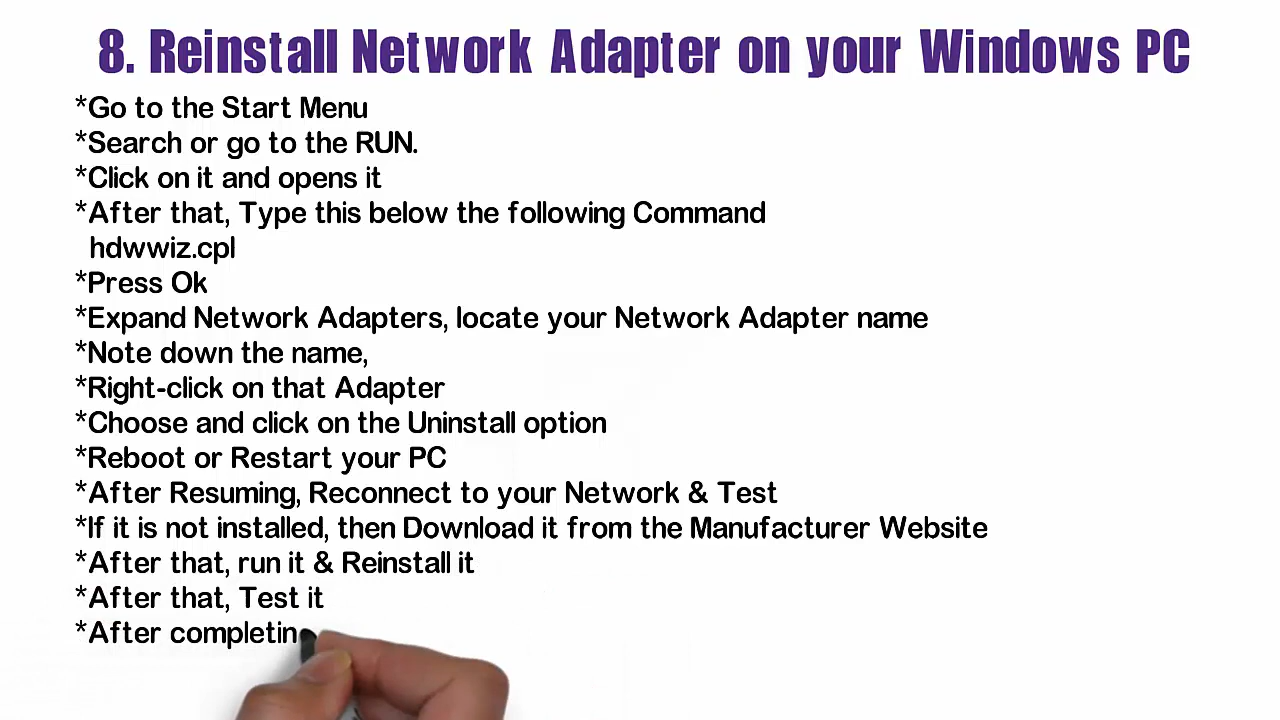 8. Reinstall Network Adapter on your Windows PC
*Go to the Start Menu
*Search or go to the RUN.
*Click on it and opens it
*After that, Type this below the following Command
hdwwiz.cpl
*Press Ok
*Expand Network Adapters, locate your Network Adapter name
*Note down the name,
*Right-click on that Adapter
*Choose and click on the Uninstall option
*Reboot or Restart your PC
*After Resuming, Reconnect to your Network & Test
*If it is not installed, then Download it from the Manufacturer Website
*After that, run it & Reinstall it
*After that, Test it
*After completin